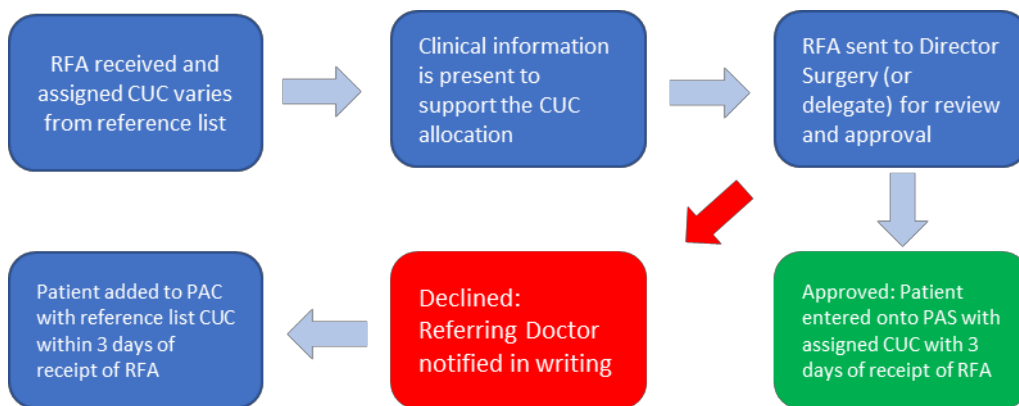 RFA received and
assigned CUC varies
from reference list
Clinical information
is present to
support the CUC
allocation
RFA sent to Director
Surgery (or
delegate) for review
and approval
Patient added to PAC
with reference list CUC
within 3 days of
receipt of RFA
Declined:
Referring Doctor
notified in writing
Approved: Patient
entered onto PAS with
assigned CUC with 3
days of receipt of RFA